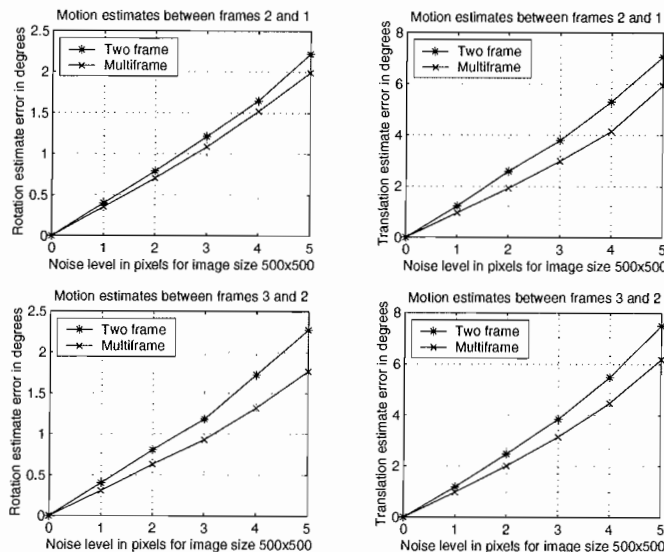 Motion estimates between frames 2 and 1
2.5
2
1.5
1
0.5
0
Rotation estimate error in degrees
Two frame
Multiframe
0 1 2 3 4 5
Noise level in pixels for image size 500x500
Motion estimates between frames 2 and 1
8
6
4
2
0
Translation estimate error in degrees
Two frame
Multiframe
0 1 2 3 4 5
Noise level in pixels for image size 500x500
Motion estimates between frames 3 and 2
2.5
2
1.5
1
0.5
0
Rotation estimate error in degrees
Two frame
Multiframe
0 1 2 3 4 5
Noise level in pixels for image size 500x500
Motion estimates between frames 3 and 2
8
6
4
2
0
Translation estimate error in degrees
Two frame
Multiframe
0 1 2 3 4 5
Noise level in pixels for image size 500x500